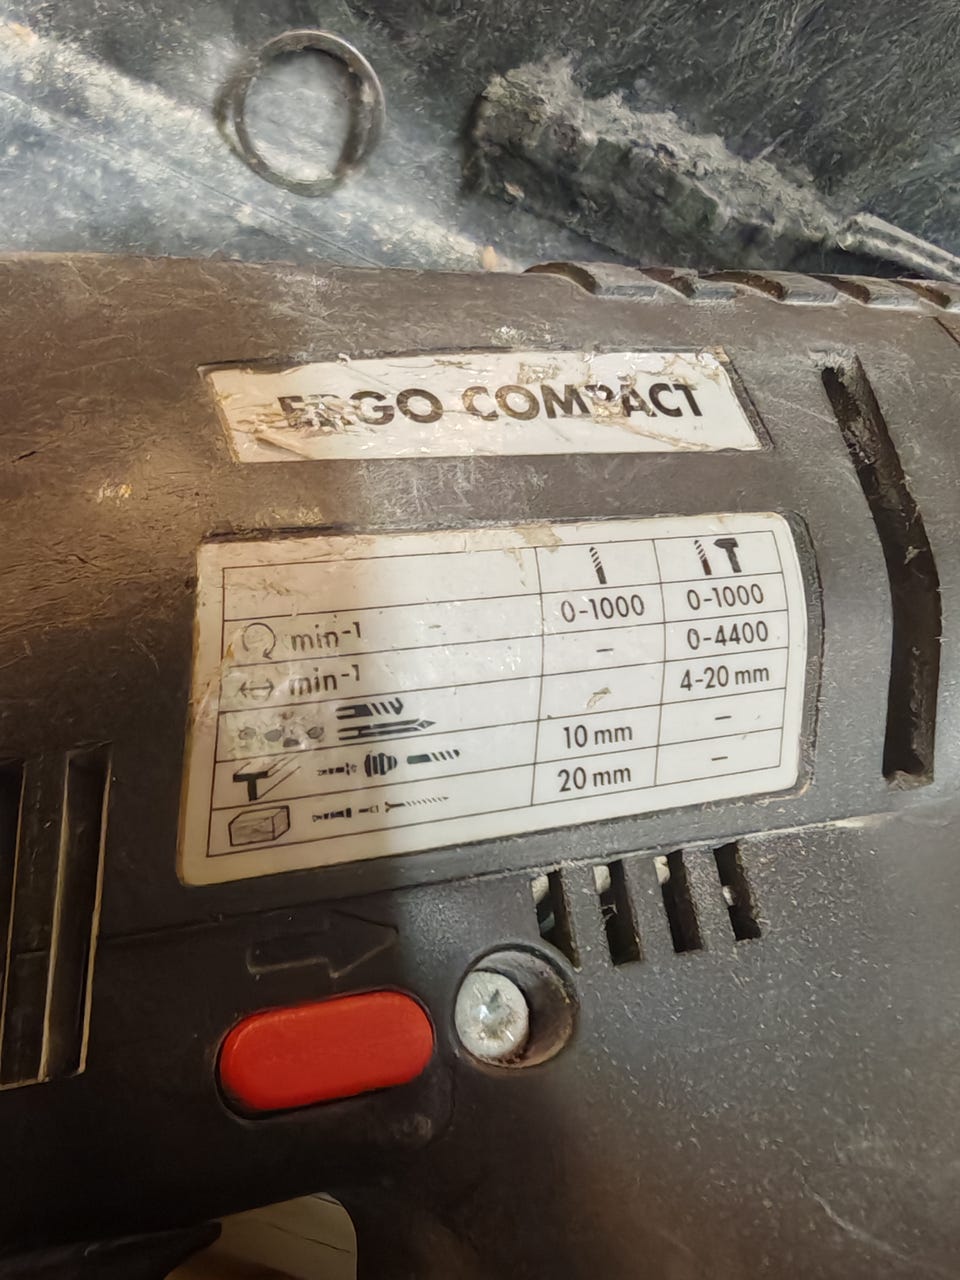 ERGO COMPACT
min-1 0-1000 0-1000
min-1 – 0-4400
4-20 mm
10 mm –
20 mm –